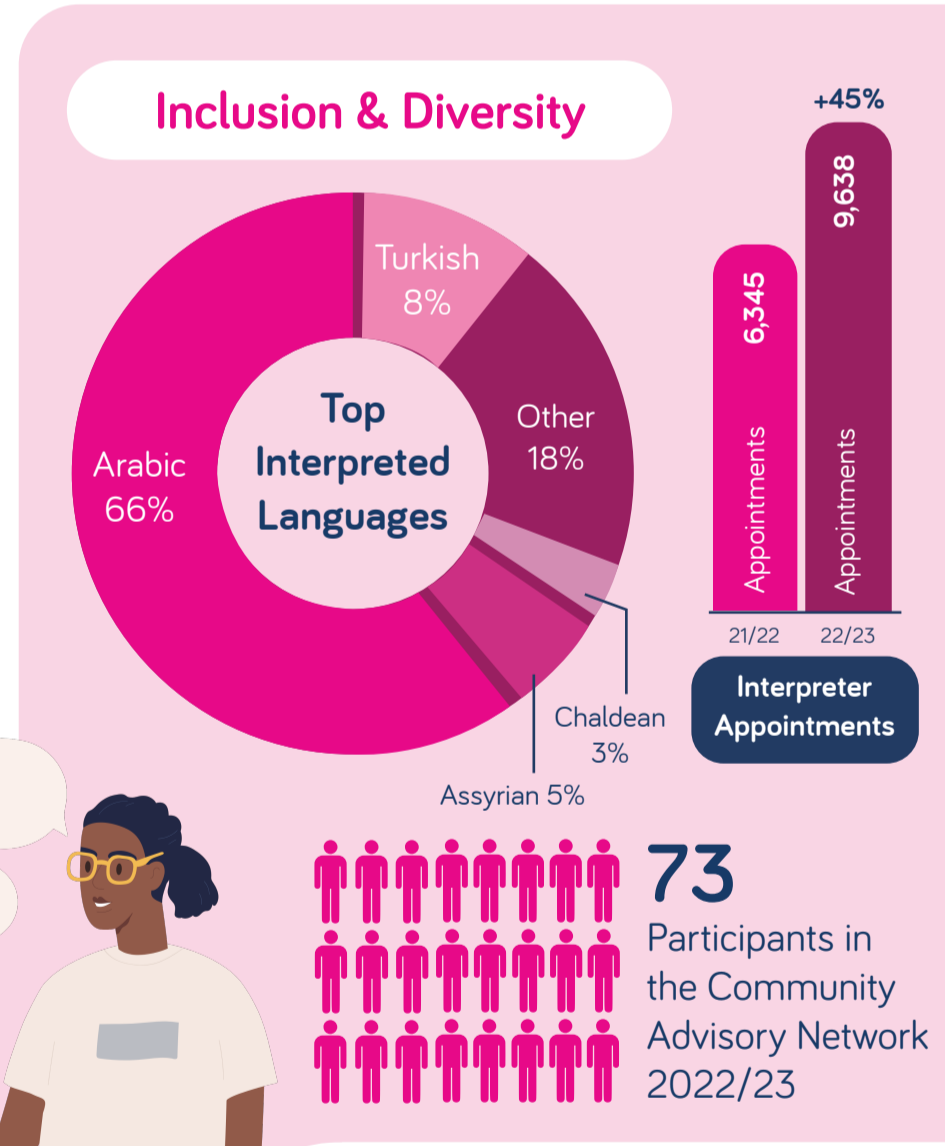 Inclusion & Diversity
+45%
9,638
Appointments
6,345
Appointments
21/22
22/23
Interpreter
Appointments
Turkish
8%
Other
18%
Arabic
66%
Top
Interpreted
Languages
Chaldean
3%
Assyrian 5%
73
Participants in
the Community
Advisory Network
2022/23